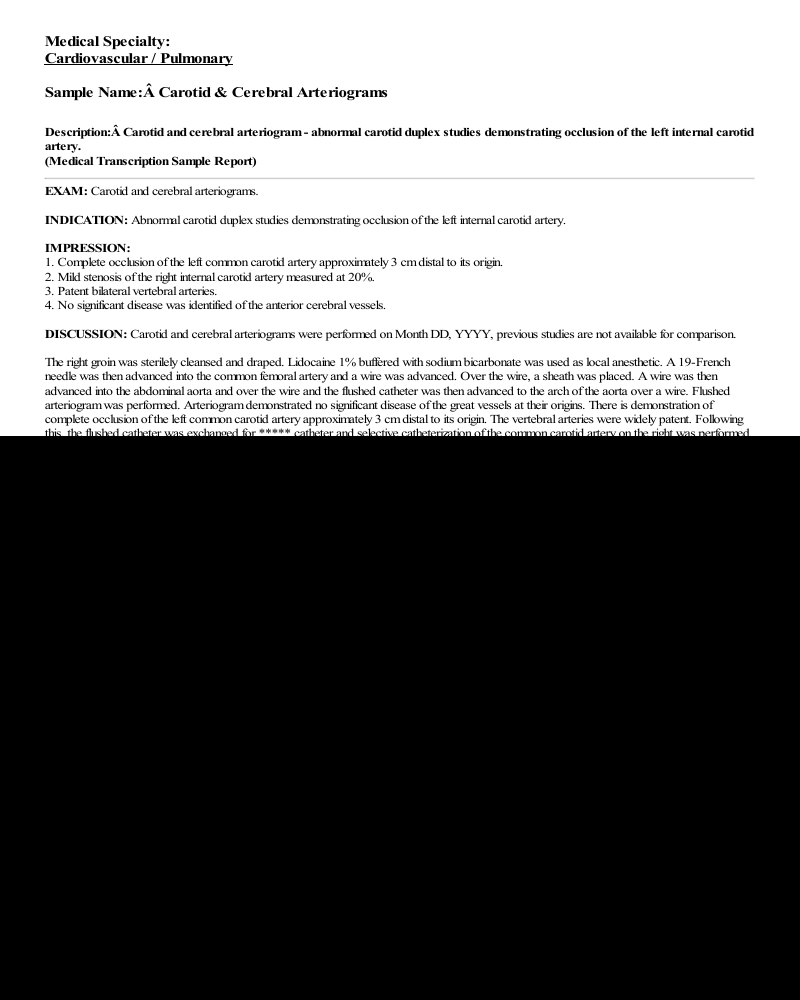 Medical Specialty:
Cardiovascular / Pulmonary
Sample Name:Â Carotid & Cerebral Arteriograms
Description:Â Carotid and cerebral arteriogram - abnormal carotid duplex studies demonstrating occlusion of the left internal carotid
artery.
(Medical Transcription Sample Report)
EXAM: Carotid and cerebral arteriograms.
INDICATION: Abnormal carotid duplex studies demonstrating occlusion of the left internal carotid artery.
IMPRESSION:
1. Complete occlusion of the left common carotid artery approximately 3 cm distal to its origin.
2. Mild stenosis of the right internal carotid artery measured at 20%.
3. Patent bilateral vertebral arteries.
4. No significant disease was identified of the anterior cerebral vessels.
DISCUSSION: Carotid and cerebral arteriograms were performed on Month DD, YYYY, previous studies are not available for comparison.
The right groin was sterilely cleansed and draped. Lidocaine 1% buffered with sodium bicarbonate was used as local anesthetic. A 19-French
needle was then advanced into the common femoral artery and a wire was advanced. Over the wire, a sheath was placed. A wire was then
advanced into the abdominal aorta and over the wire and the flushed catheter was then advanced to the arch of the aorta over a wire. Flushed
arteriogram was performed. Arteriogram demonstrated no significant disease of the great vessels at their origins. There is demonstration of
complete occlusion of the left common carotid artery approximately 3 cm distal to its origin. The vertebral arteries were widely patent. Following
this, the flushed catheter was exchanged for ***** catheter and selective catheterization of the common carotid artery on the right was performed